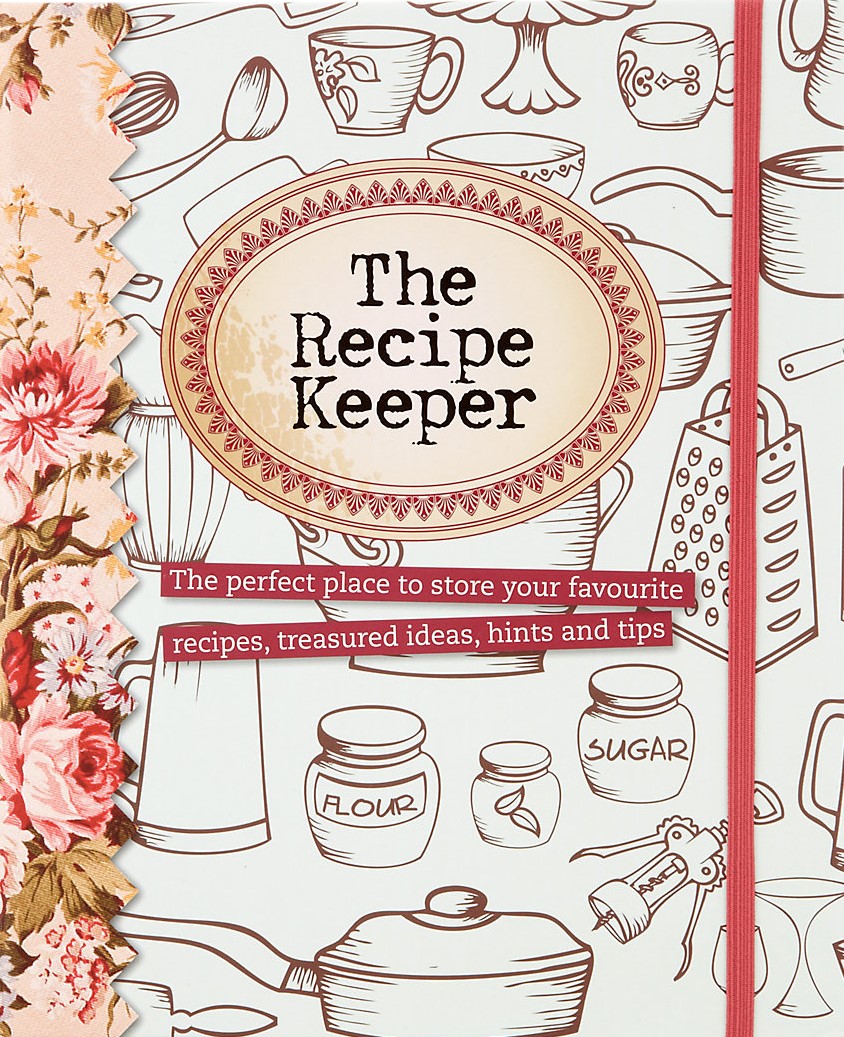 The
Recipe
Keeper
The perfect place to store your favourite
recipes, treasured ideas, hints and tips
SUGAR
FLOUR